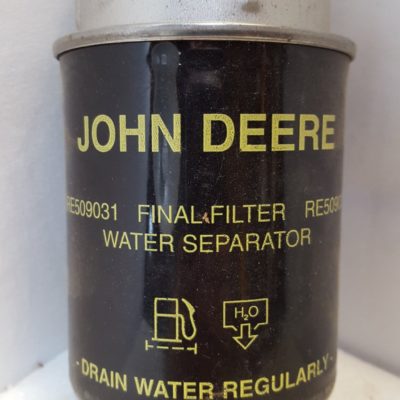 JOHN DEERE
RE509031 FINAL FILTER
WATER SEPARATOR
H₂O
- DRAIN WATER REGULARLY -